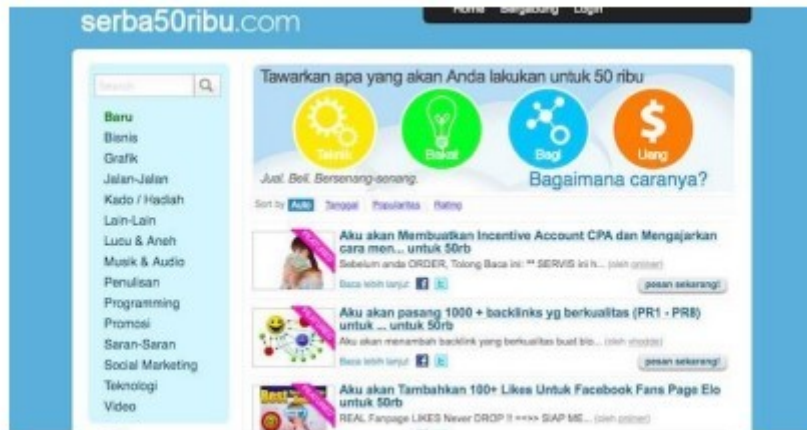 serba50ribu.com
Home Bergabung Login
Search
Baru
Bisnis
Grafik
Jalan-Jalan
Kado / Hadiah
Lain-Lain
Lucu & Aneh
Musik & Audio
Penulisan
Programming
Promosi
Saran-Saran
Social Marketing
Teknologi
Video
Tawarkan apa yang akan Anda lakukan untuk 50 ribu
Teknik
Bakat
Bagi
Uang
Jual. Beli. Bersenang-senang.
Bagaimana caranya?
Sort by Auto Tanggal Popularitas Rating
Aku akan Membuatkan Incentive Account CPA dan Mengajarkan
cara men... untuk 50rb
Sebelum anda ORDER, Tolong Baca ini: ** SERVIS ini h... (oleh
Baca lebih lanjut
pesan sekarang!
Aku akan pasang 1000 + backlinks yg berkualitas (PR1 - PR8)
untuk ... untuk 50rb
Aku akan menambah backlink yang berkualitas buat blo... (oleh
Baca lebih lanjut
pesan sekarang!
Aku akan Tambahkan 100+ Likes Untuk Facebook Fans Page Elo
untuk 50rb
REAL Fanpage LIKES Never DROP !! ==>> SIAP ME... (oleh